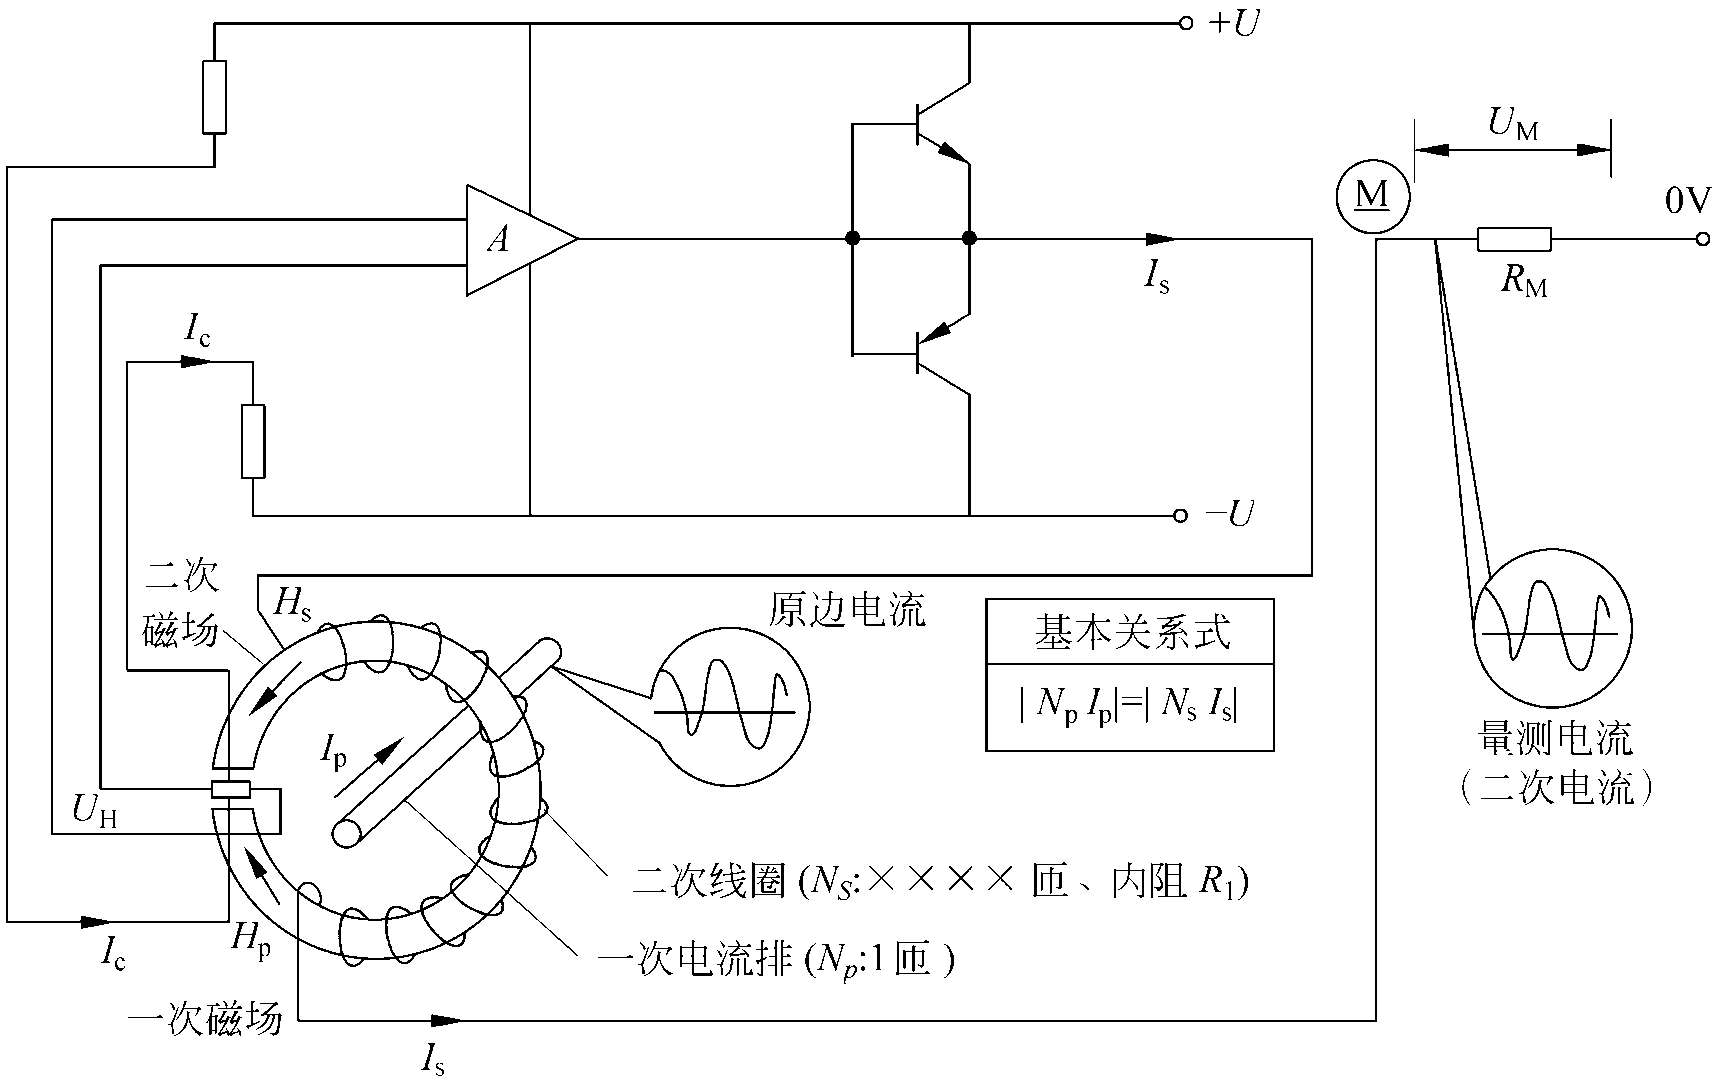 +U
U_M
M
0V
A
I_s
R_M
I_c
−U
二次
磁场
H_s
原边电流
基本关系式
| N_p I_p|=| N_s I_s|
量测电流
（二次电流）
I_p
U_H
二次线圈 (N_S:×××× 匝、内阻 R_1)
H_p
I_c
一次电流排 (N_p:1匝 )
一次磁场
I_s